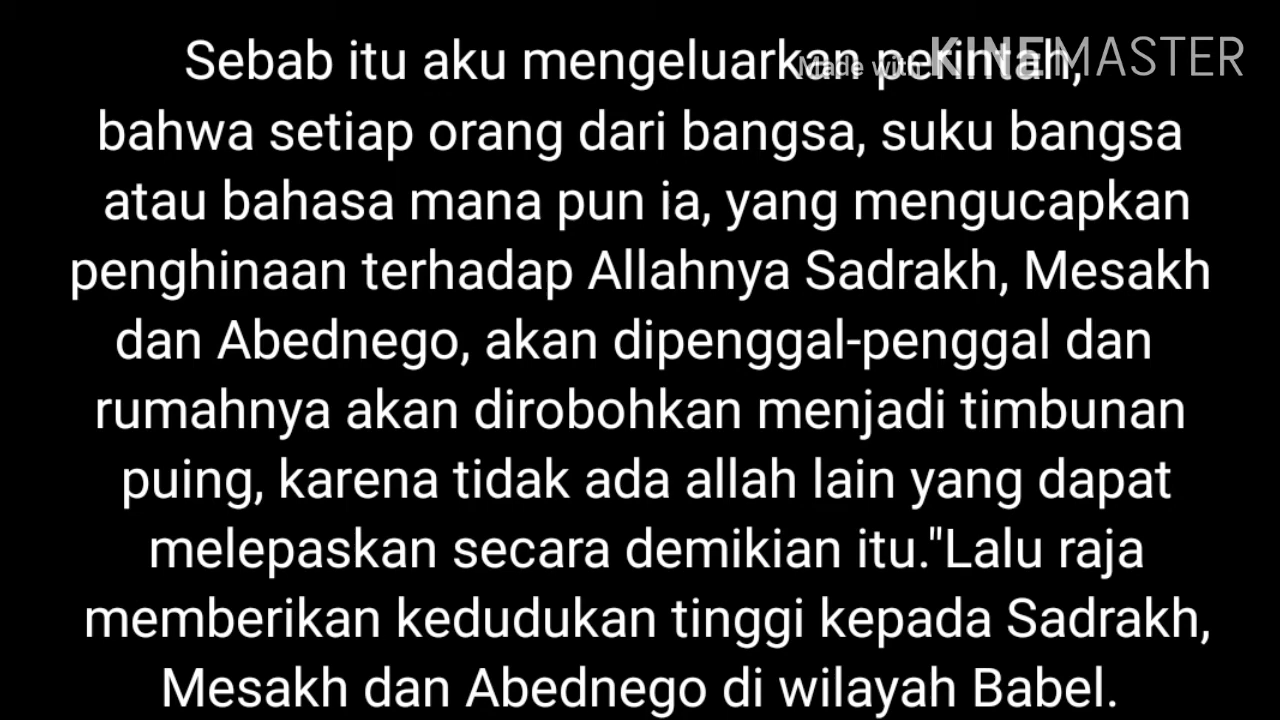 Sebab itu aku mengeluarkan perintah,
Made with KINEMASTER
bahwa setiap orang dari bangsa, suku bangsa
atau bahasa mana pun ia, yang mengucapkan
penghinaan terhadap Allahnya Sadrakh, Mesakh
dan Abednego, akan dipenggal-penggal dan
rumahnya akan dirobohkan menjadi timbunan
puing, karena tidak ada allah lain yang dapat
melepaskan secara demikian itu."Lalu raja
memberikan kedudukan tinggi kepada Sadrakh,
Mesakh dan Abednego di wilayah Babel.